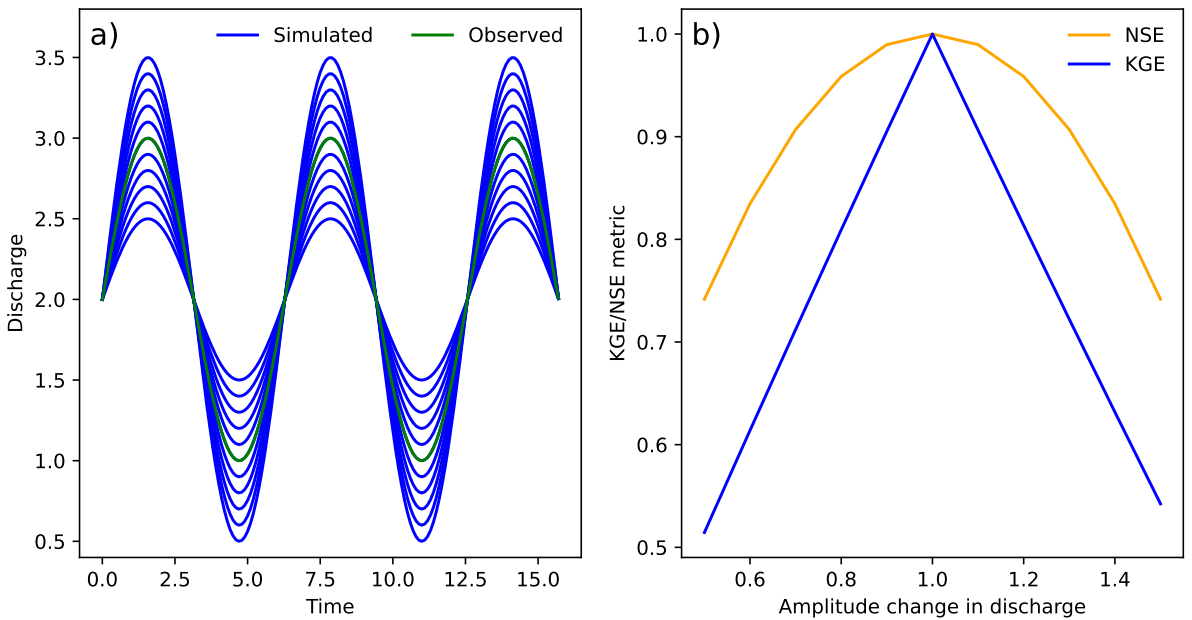 a)
Simulated
Observed
Discharge
3.5
3.0
2.5
2.0
1.5
1.0
0.5
0.0
2.5
5.0
7.5
10.0
12.5
15.0
Time
b)
NSE
KGE
KGE/NSE metric
1.0
0.9
0.8
0.7
0.6
0.5
0.6
0.8
1.0
1.2
1.4
Amplitude change in discharge